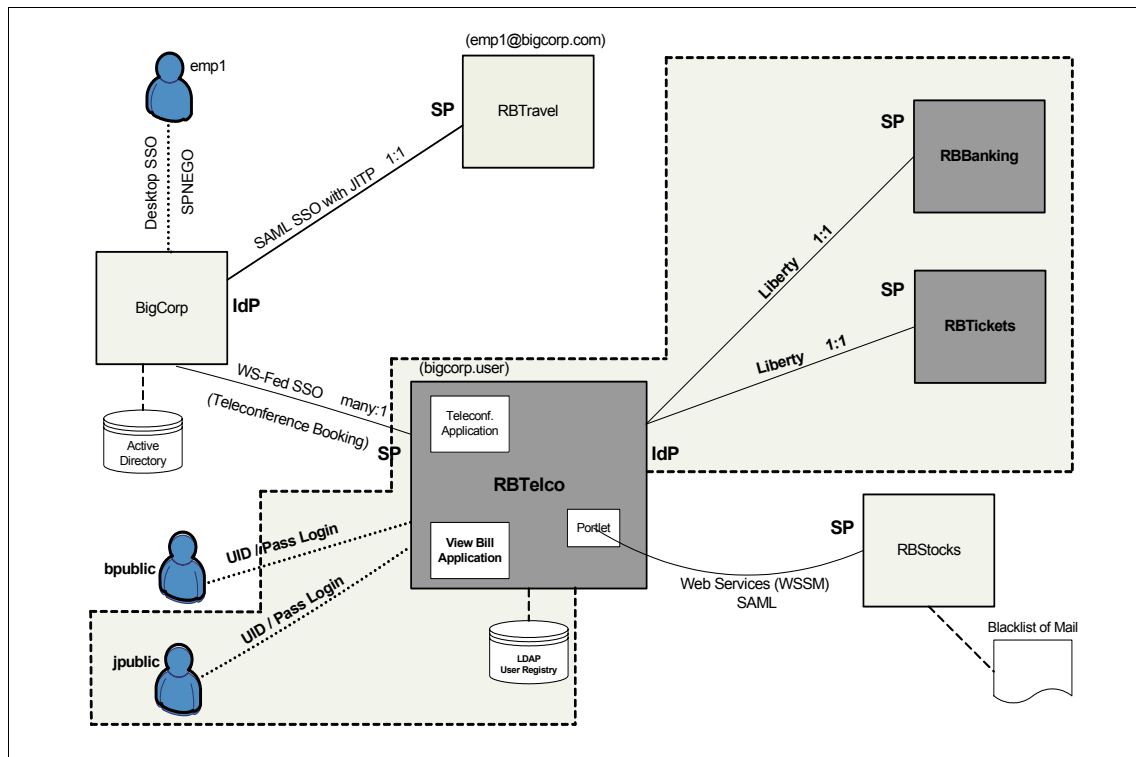 (emp1@bigcorp.com)
emp1
SP
RBTravel
SP
RBBanking
Desktop SSO
SPNEGO
SAML SSO with JITP 1:1
Liberty 1:1
BigCorp
IdP
SP
RBTickets
Liberty 1:1
(bigcorp.user)
WS-Fed SSO many:1
(Teleconference Booking)
Teleconf.
Application
Active
Directory
SP
IdP
RBTelco
UID / Pass Login
View Bill
Application
Portlet
SP
RBStocks
bpublic
Web Services (WSSM)
SAML
UID / Pass Login
Blacklist of Mail
jpublic
LDAP
User Registry